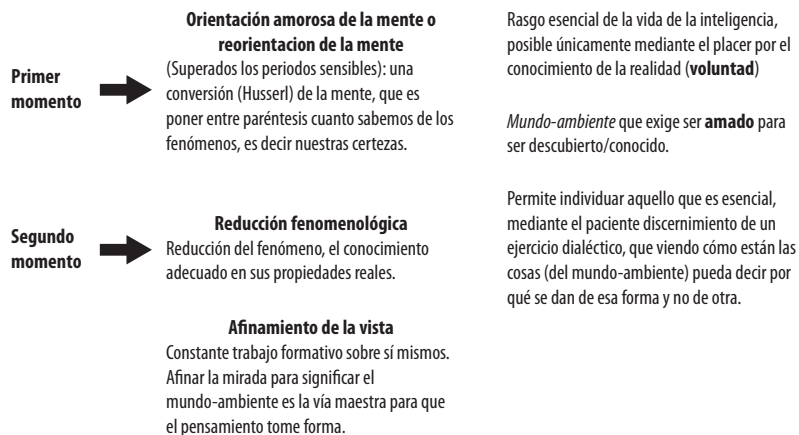 Primer
momento
Orientación amorosa de la mente o
reorientacion de la mente
(Superados los periodos sensibles): una
conversión (Husserl) de la mente, que es
poner entre paréntesis cuanto sabemos de los
fenómenos, es decir nuestras certezas.
Rasgo esencial de la vida de la inteligencia,
posible únicamente mediante el placer por el
conocimiento de la realidad (voluntad)
Mundo-ambiente que exige ser amado para
ser descubierto/conocido.
Segundo
momento
Reducción fenomenológica
Reducción del fenómeno, el conocimiento
adecuado en sus propiedades reales.
Permite individuar aquello que es esencial,
mediante el paciente discernimiento de un
ejercicio dialéctico, que viendo cómo están las
cosas (del mundo-ambiente) pueda decir por
qué se dan de esa forma y no de otra.
Afinamiento de la vista
Constante trabajo formativo sobre sí mismos.
Afinar la mirada para significar el
mundo-ambiente es la vía maestra para que
el pensamiento tome forma.